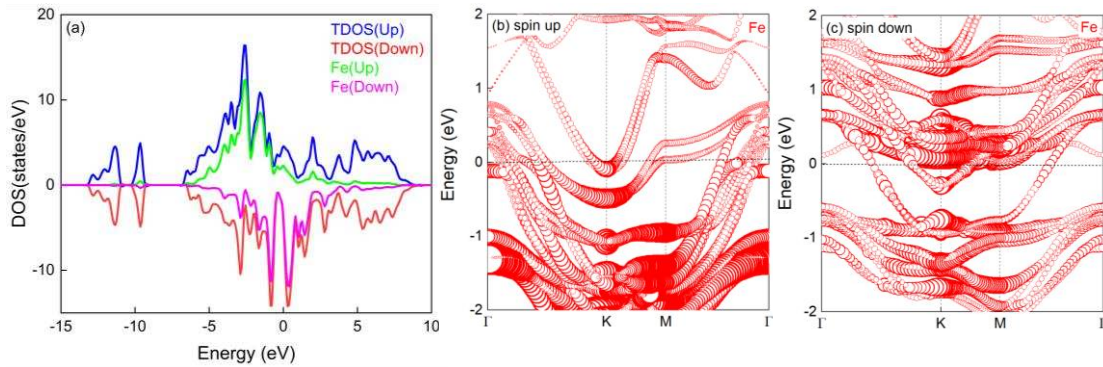 (a)
TDOS(Up)
TDOS(Down)
Fe(Up)
Fe(Down)
DOS(states/eV)
20
10
0
-10
-15
-10
-5
0
5
10
Energy (eV)
(b) spin up
Fe
Energy (eV)
2
1
0
-1
-2
Γ
K
M
Γ
(c) spin down
Fe
Energy (eV)
2
1
0
-1
-2
Γ
K
M